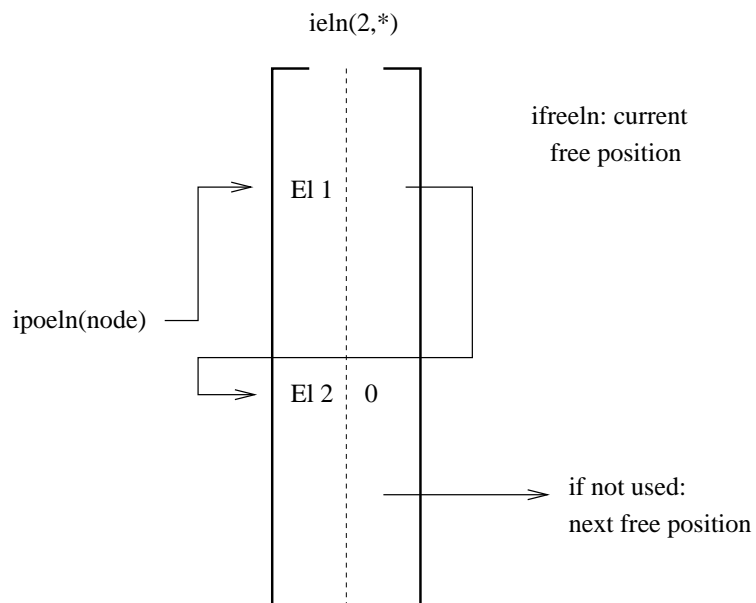 ieln(2,*)
ifreeln: current
free position
El 1
ipoeln(node)
El 2 0
if not used:
next free position